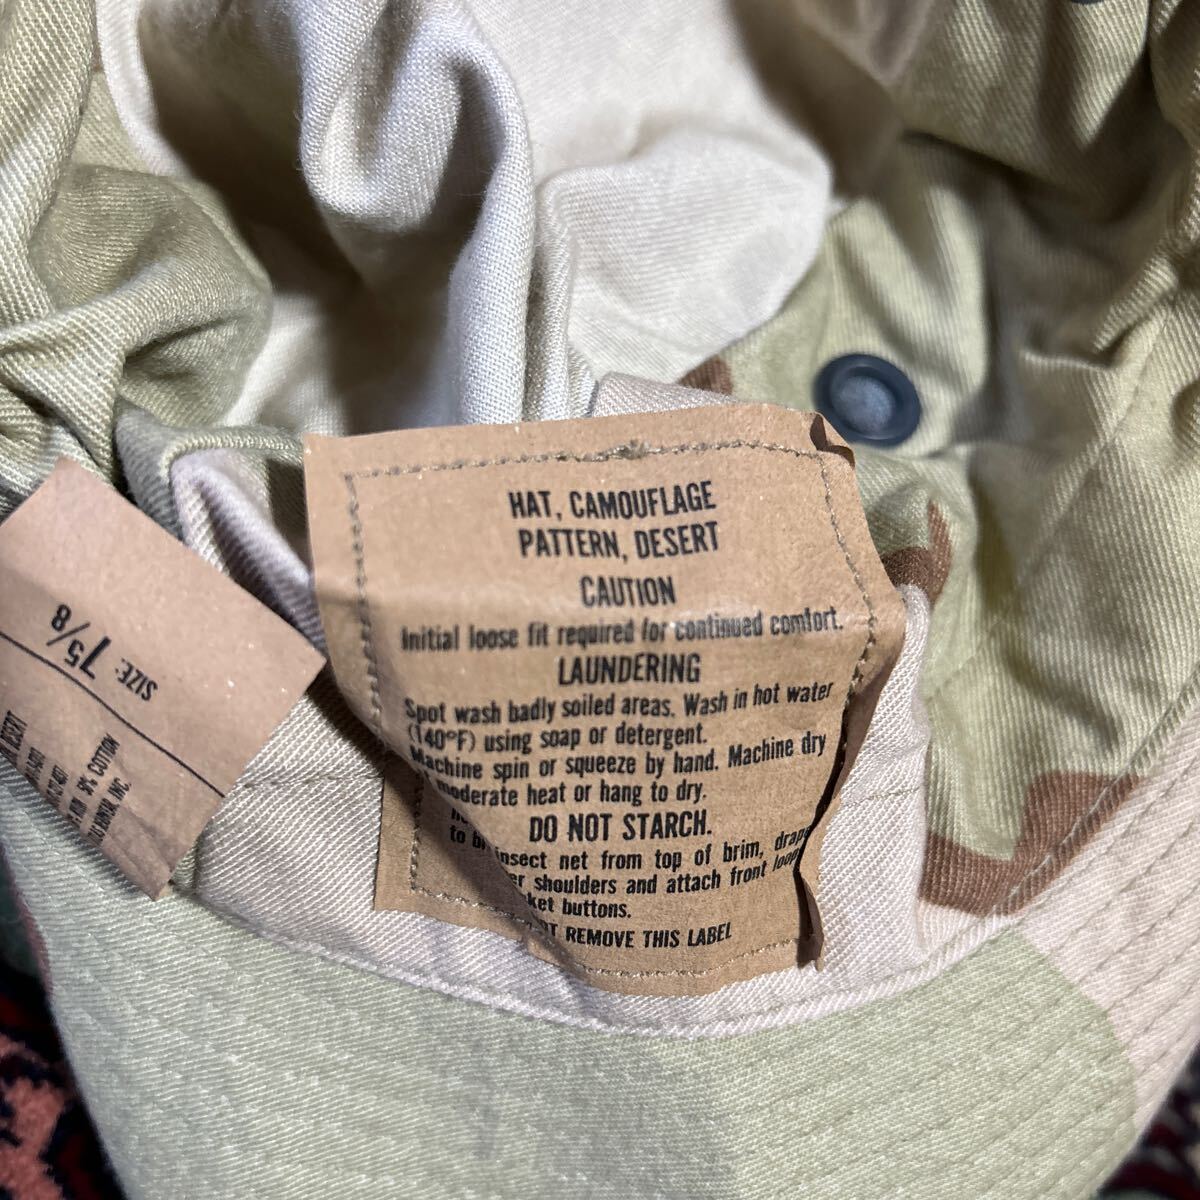 HAT, CAMOUFLAGE
PATTERN, DESERT
CAUTION
Initial loose fit required for continued comfort.
LAUNDERING
Spot wash badly soiled areas. Wash in hot water
(140°F) using soap or detergent.
Machine spin or squeeze by hand. Machine dry
moderate heat or hang to dry.
DO NOT STARCH.
insect net from top of brim, drape
shoulders and attach front loop
buttons.
REMOVE THIS LABEL
SIZE: 7 5/8
COTTON
INC.